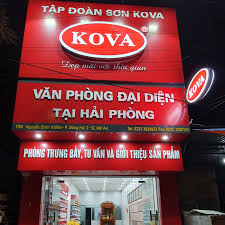 TẬP ĐOÀN SƠN KOVA
KOVA
Đẹp mãi với thời gian
VĂN PHÒNG ĐẠI DIỆN
TẠI HẢI PHÒNG
PHÒNG TRƯNG BÀY, TƯ VẤN VÀ GIỚI THIỆU SẢN PHẨM
KOVA